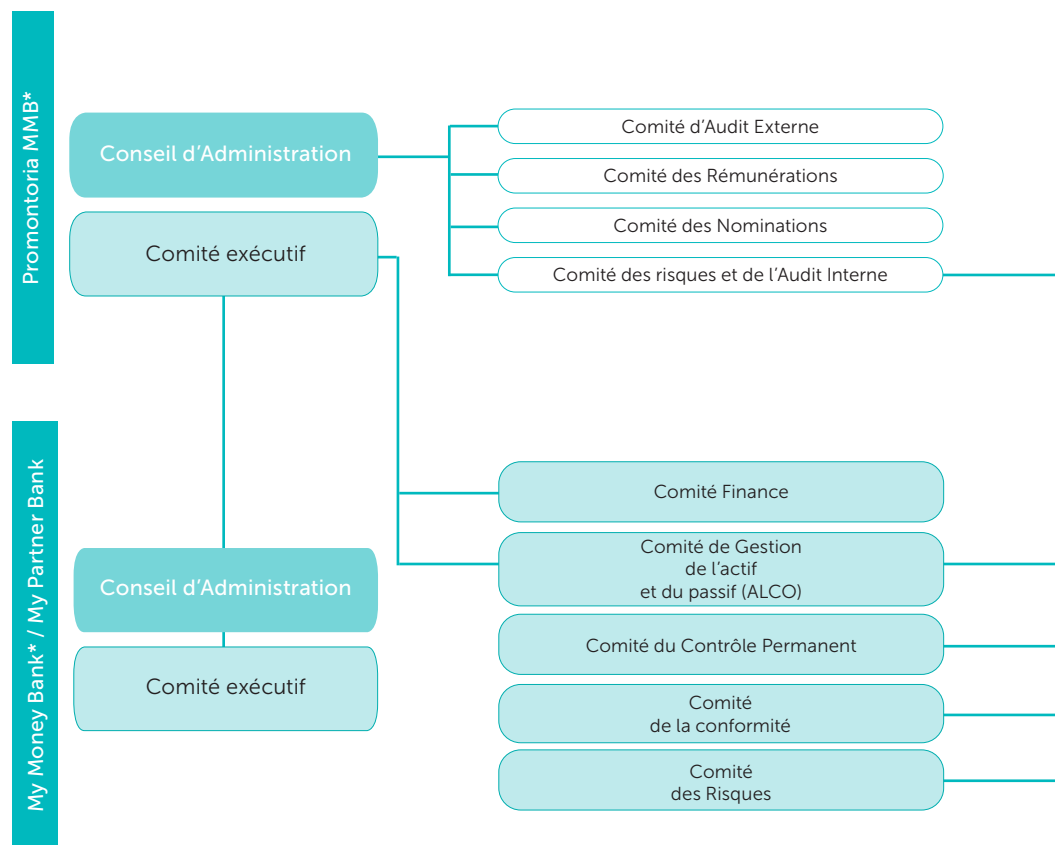 Promontoria MMB*
Conseil d'Administration
Comité exécutif
Comité d'Audit Externe
Comité des Rémunérations
Comité des Nominations
Comité des risques et de l'Audit Interne
My Money Bank* / My Partner Bank
Conseil d'Administration
Comité exécutif
Comité Finance
Comité de Gestion
de l'actif
et du passif (ALCO)
Comité du Contrôle Permanent
Comité
de la conformité
Comité
des Risques